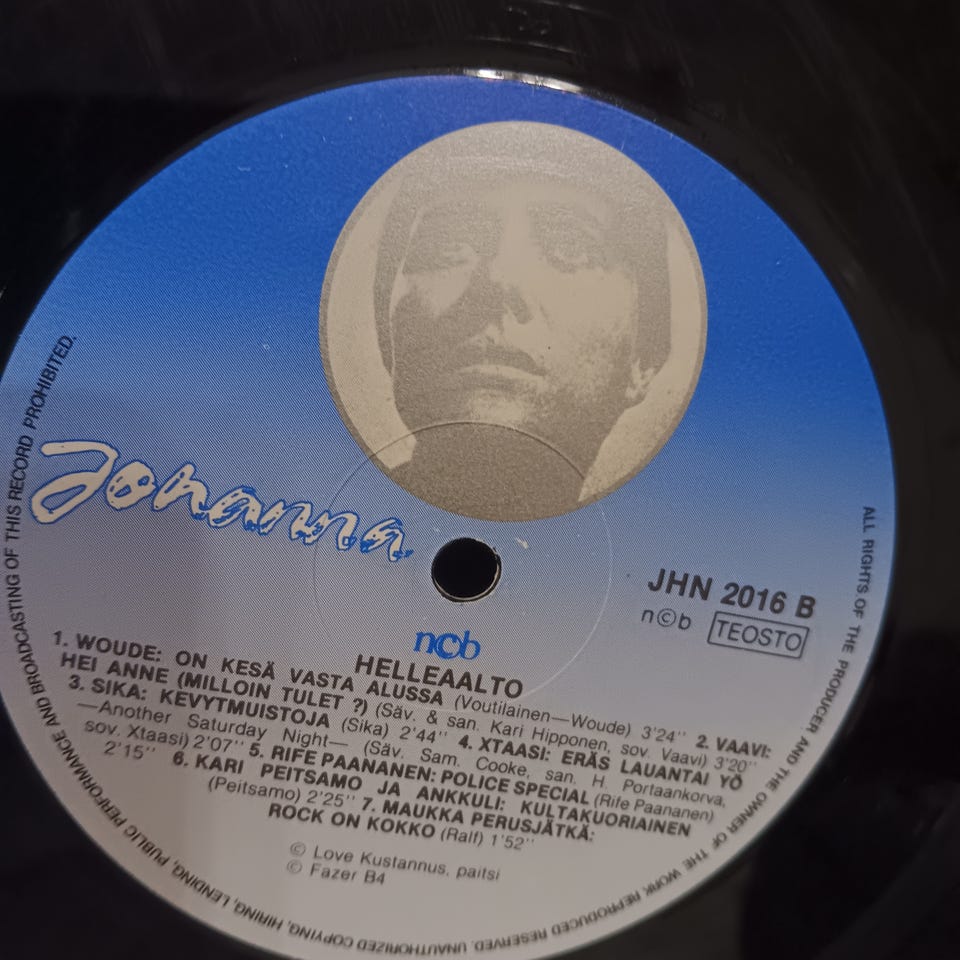 Johanna
JHN 2016 B
n©b TEOSTO
ncb
HELLEAALTO
1. WOUDE: ON KESÄ VASTA ALUSSA (Voutilainen—Woude) 3'24'' 2. VAAVI:
HEI ANNE (MILLOIN TULET ?) (Säv. & san. Kari Hipponen, sov. Vaavi) 3'20''
3. SIKA: KEVYTMUISTOJA (Sika) 2'44'' 4. XTAASI: ERÄS LAUANTAI YÖ
—Another Saturday Night— (Säv. Sam. Cooke, san. H. Portaankorva,
sov. Xtaasi) 2'07'' 5. RIFE PAANANEN: POLICE SPECIAL (Rife Paananen)
2'15'' 6. KARI PEITSAMO JA ANKKULI: KULTAKUORIAINEN
(Peitsamo) 2'25'' 7. MAUKKA PERUSJÄTKÄ:
ROCK ON KOKKO (Ralf) 1'52''
© Love Kustannus, paitsi
© Fazer B4
ALL RIGHTS OF THE PRODUCER AND THE OWNER OF THE WORK REPRODUCED RESERVED. UNAUTHORIZED COPYING, HIRING, LENDING, PUBLIC PERFORMANCE AND BROADCASTING OF THIS RECORD PROHIBITED.